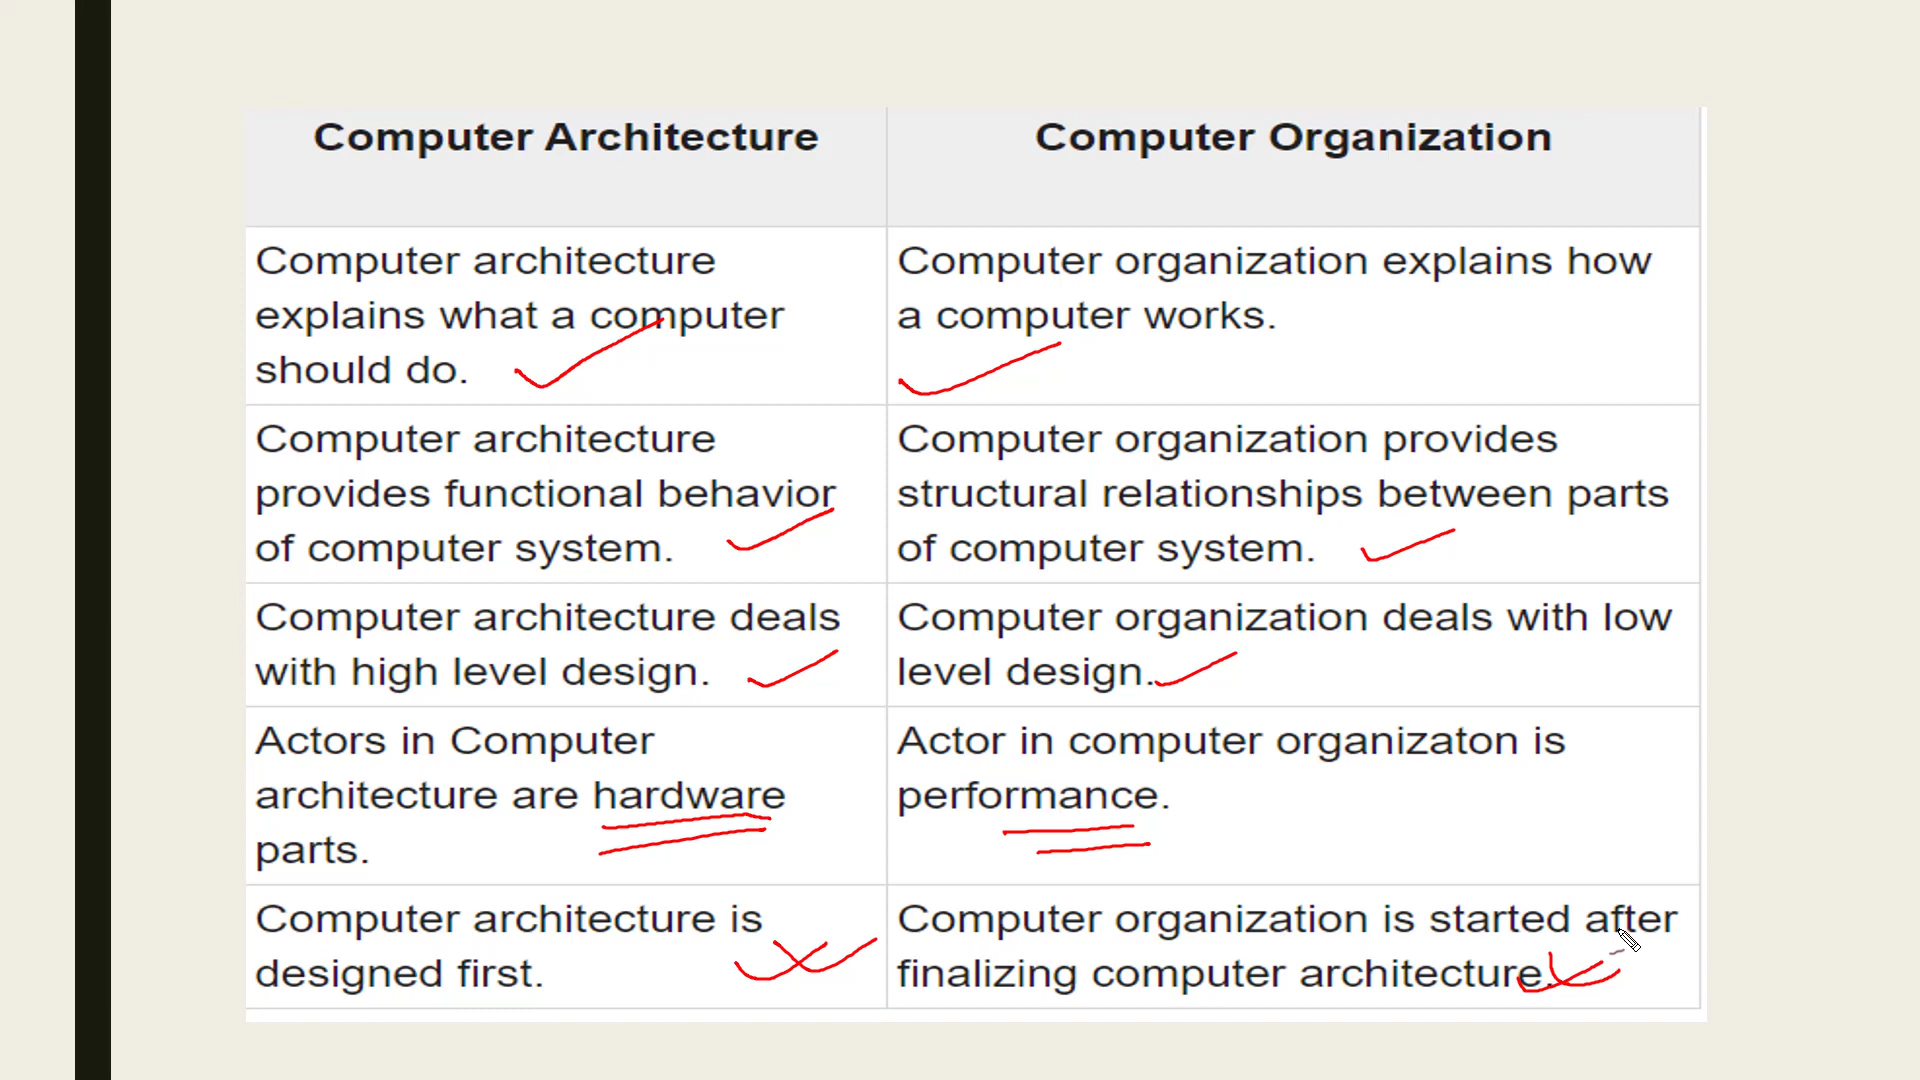 Computer Architecture
Computer Organization
Computer architecture
explains what a computer
should do.
Computer organization explains how
a computer works.
Computer architecture
provides functional behavior
of computer system.
Computer organization provides
structural relationships between parts
of computer system.
Computer architecture deals
with high level design.
Computer organization deals with low
level design.
Actors in Computer
architecture are hardware
parts.
Actor in computer organizaton is
performance.
Computer architecture is
designed first.
Computer organization is started after
finalizing computer architecture.